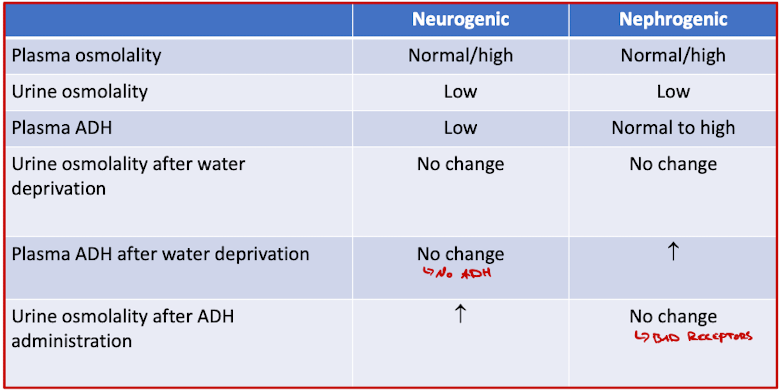 Neurogenic Nephrogenic
Plasma osmolality Normal/high Normal/high
Urine osmolality Low Low
Plasma ADH Low Normal to high
Urine osmolality after water No change No change
deprivation
Plasma ADH after water deprivation No change ↑
↳ No ADH
Urine osmolality after ADH ↑ No change
administration ↳ BAD RECEPTORS